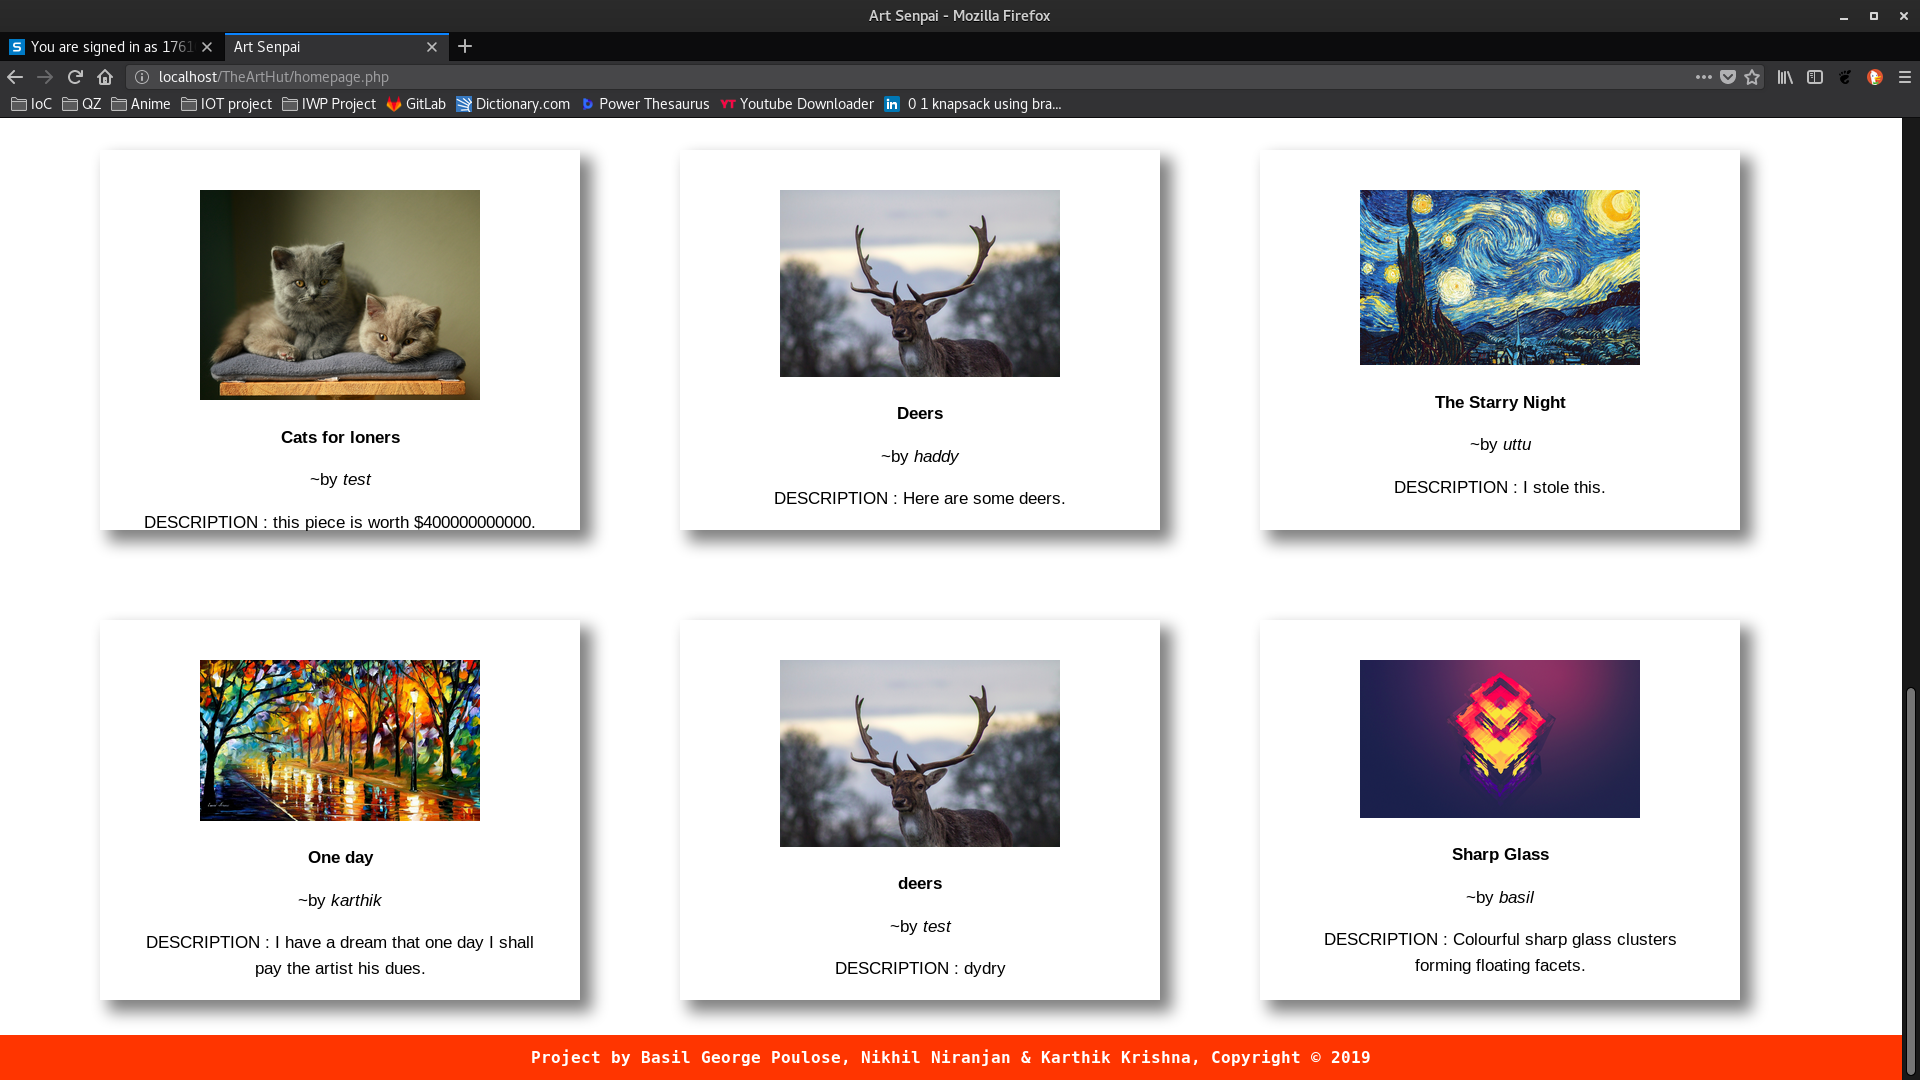 Art Senpai - Mozilla Firefox
You are signed in as 1761
Art Senpai
localhost/TheArtHut/homepage.php
IoC QZ Anime IOT project IWP Project GitLab Dictionary.com Power Thesaurus YT Youtube Downloader in 0 1 knapsack using bra...
Cats for loners
~by test
DESCRIPTION : this piece is worth $400000000000.
Deers
~by haddy
DESCRIPTION : Here are some deers.
The Starry Night
~by uttu
DESCRIPTION : I stole this.
One day
~by karthik
DESCRIPTION : I have a dream that one day I shall
pay the artist his dues.
deers
~by test
DESCRIPTION : dydry
Sharp Glass
~by basil
DESCRIPTION : Colourful sharp glass clusters
forming floating facets.
Project by Basil George Poulose, Nikhil Niranjan & Karthik Krishna, Copyright © 2019